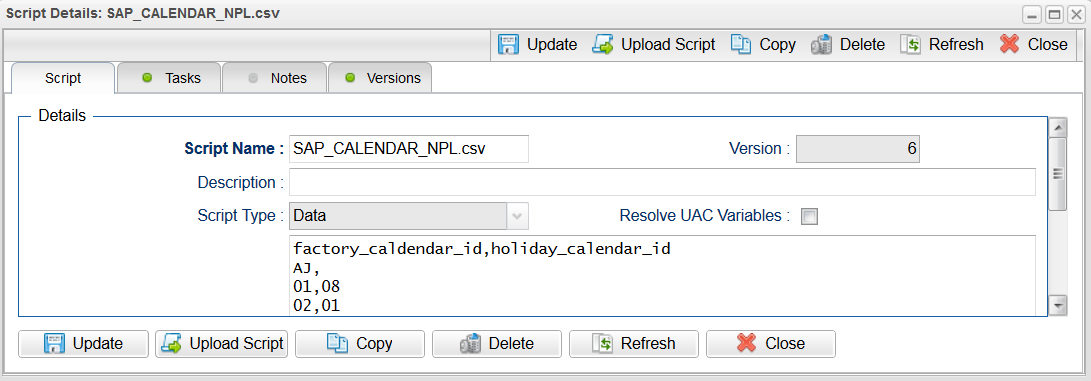 Script Details: SAP_CALENDAR_NPL.csv
Update Upload Script Copy Delete Refresh Close
Script Tasks Notes Versions
Details
Script Name : SAP_CALENDAR_NPL.csv Version : 6
Description :
Script Type : Data Resolve UAC Variables :
factory_caldendar_id,holiday_calendar_id
AJ,
01,08
02,01
Update Upload Script Copy Delete Refresh Close